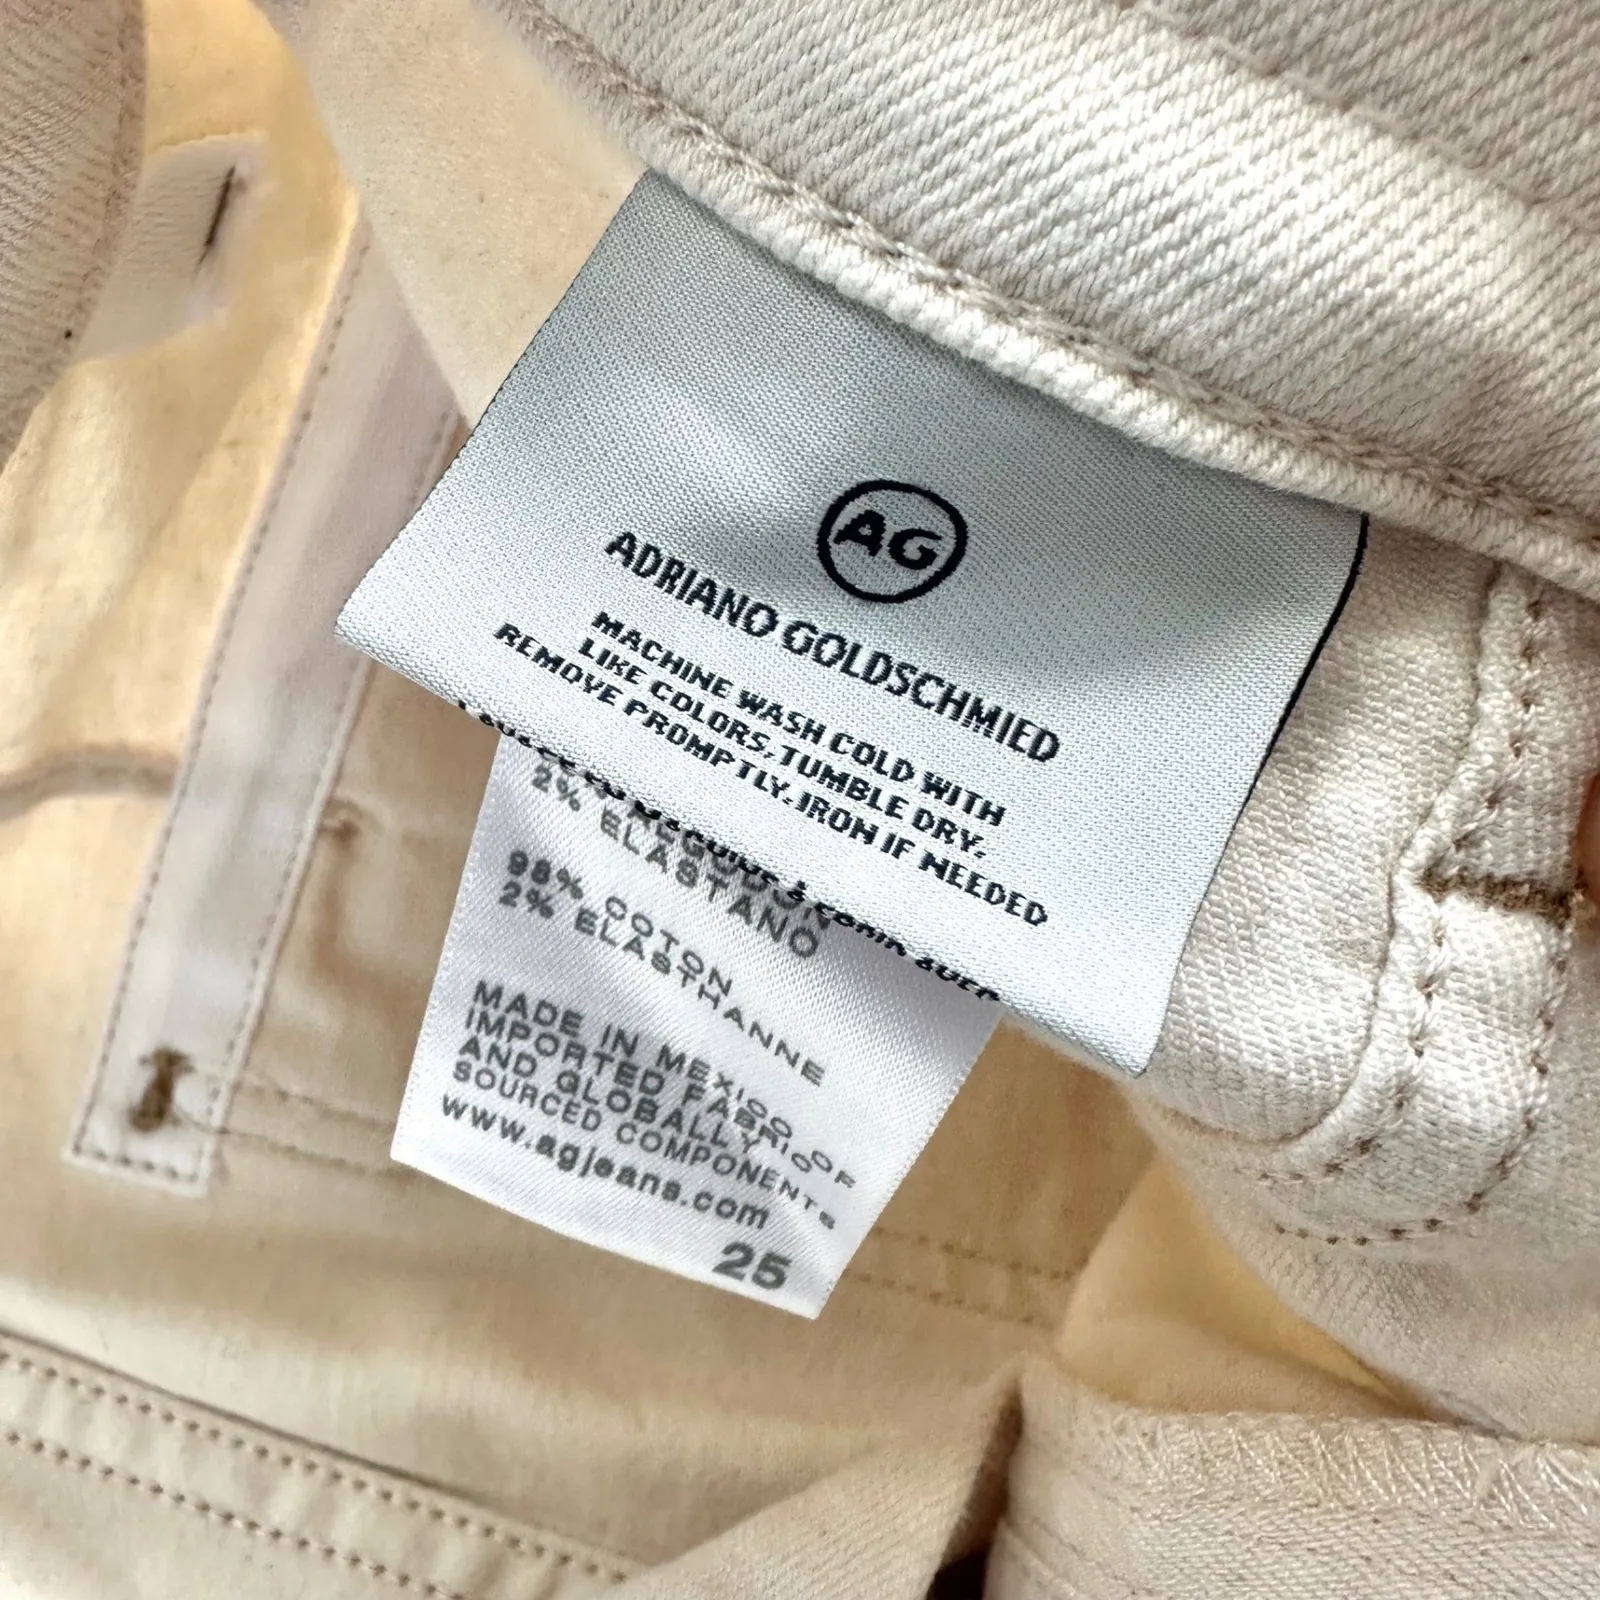 AG
ADRIANO GOLDSCHMIED
MACHINE WASH COLD WITH
LIKE COLORS, TUMBLE DRY.
REMOVE PROMPTLY. IRON IF NEEDED
2% ELASTANO
98% COTON
2% ELASTHANNE
MADE IN MEXICO OF
IMPORTED FABRIC
AND GLOBALLY
SOURCED COMPONENTS
www.agjeans.com
25